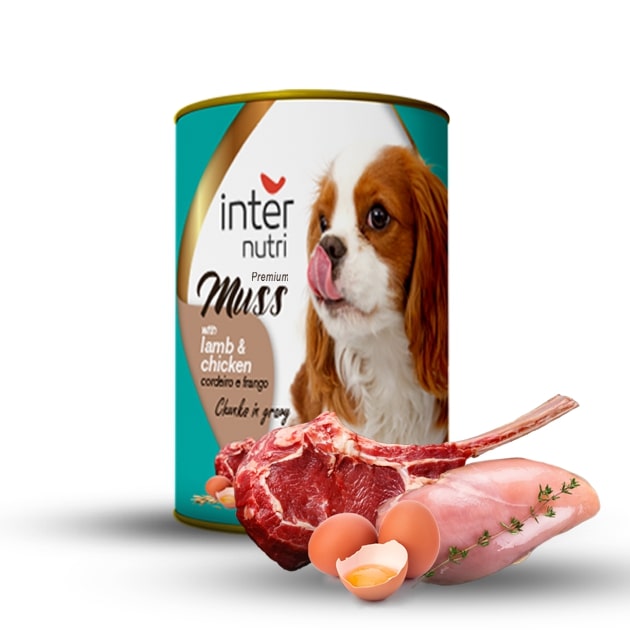 inter
nutri
Premium
Muss
with
lamb &
chicken
cordeiro e frango
Chunks in gravy